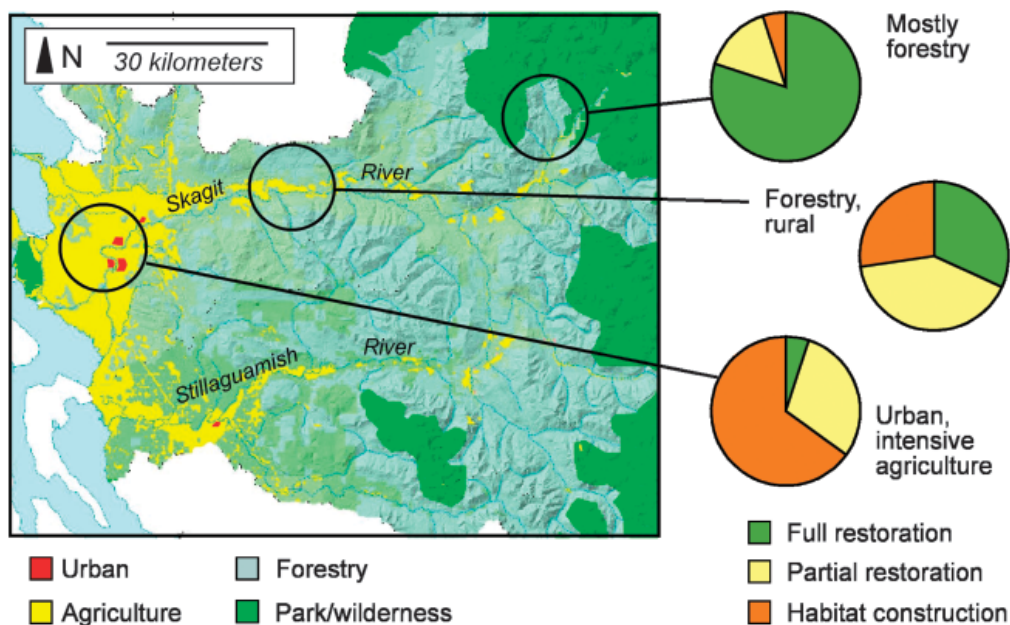 N
30 kilometers
Skagit
River
Stillaguamish
River
Mostly
forestry
Forestry,
rural
Urban,
intensive
agriculture
Urban
Agriculture
Forestry
Park/wilderness
Full restoration
Partial restoration
Habitat construction